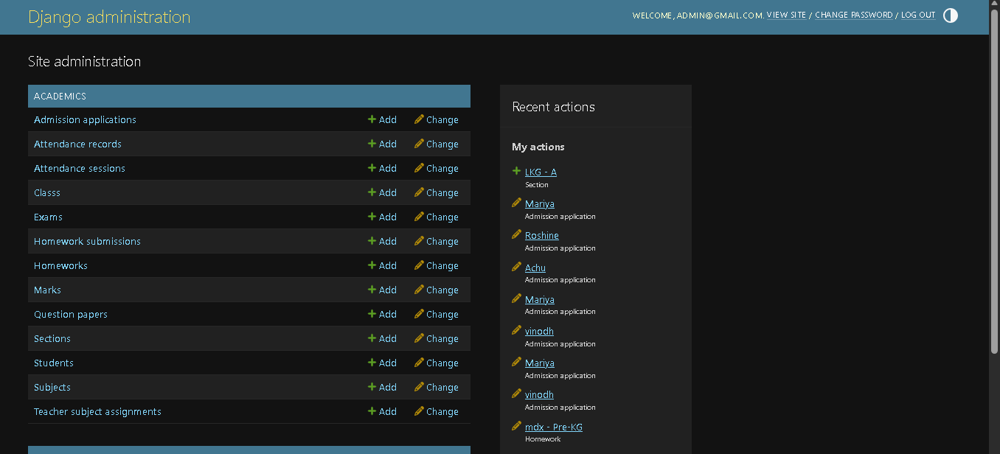 Django administration
WELCOME, ADMIN@GMAIL.COM. VIEW SITE / CHANGE PASSWORD / LOG OUT
Site administration
ACADEMICS
Admission applications Add Change
Attendance records Add Change
Attendance sessions Add Change
Classs Add Change
Exams Add Change
Homework submissions Add Change
Homeworks Add Change
Marks Add Change
Question papers Add Change
Sections Add Change
Students Add Change
Subjects Add Change
Teacher subject assignments Add Change
Recent actions
My actions
LKG - A
Section
Mariya
Admission application
Roshine
Admission application
Achu
Admission application
Mariya
Admission application
vinodh
Admission application
Mariya
Admission application
vinodh
Admission application
mdx - Pre-KG
Homework